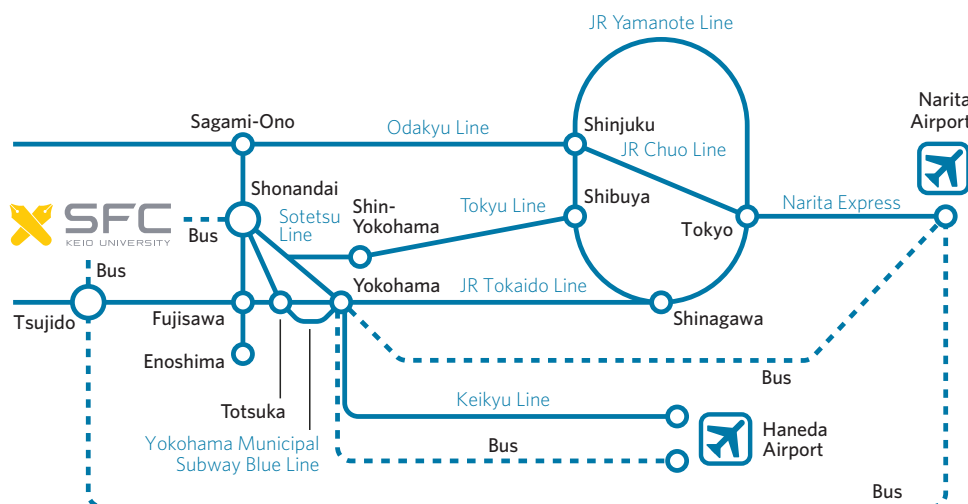 JR Yamanote Line
Narita
Airport
Sagami-Ono
Odakyu Line
Shinjuku
JR Chuo Line
Shonandai
SFC
KEIO UNIVERSITY
Bus
Sotetsu
Line
Shin-
Yokohama
Tokyu Line
Shibuya
Tokyo
Narita Express
Bus
Yokohama
JR Tokaido Line
Tsujido
Fujisawa
Shinagawa
Enoshima
Bus
Totsuka
Keikyu Line
Yokohama Municipal
Subway Blue Line
Bus
Haneda
Airport
Bus